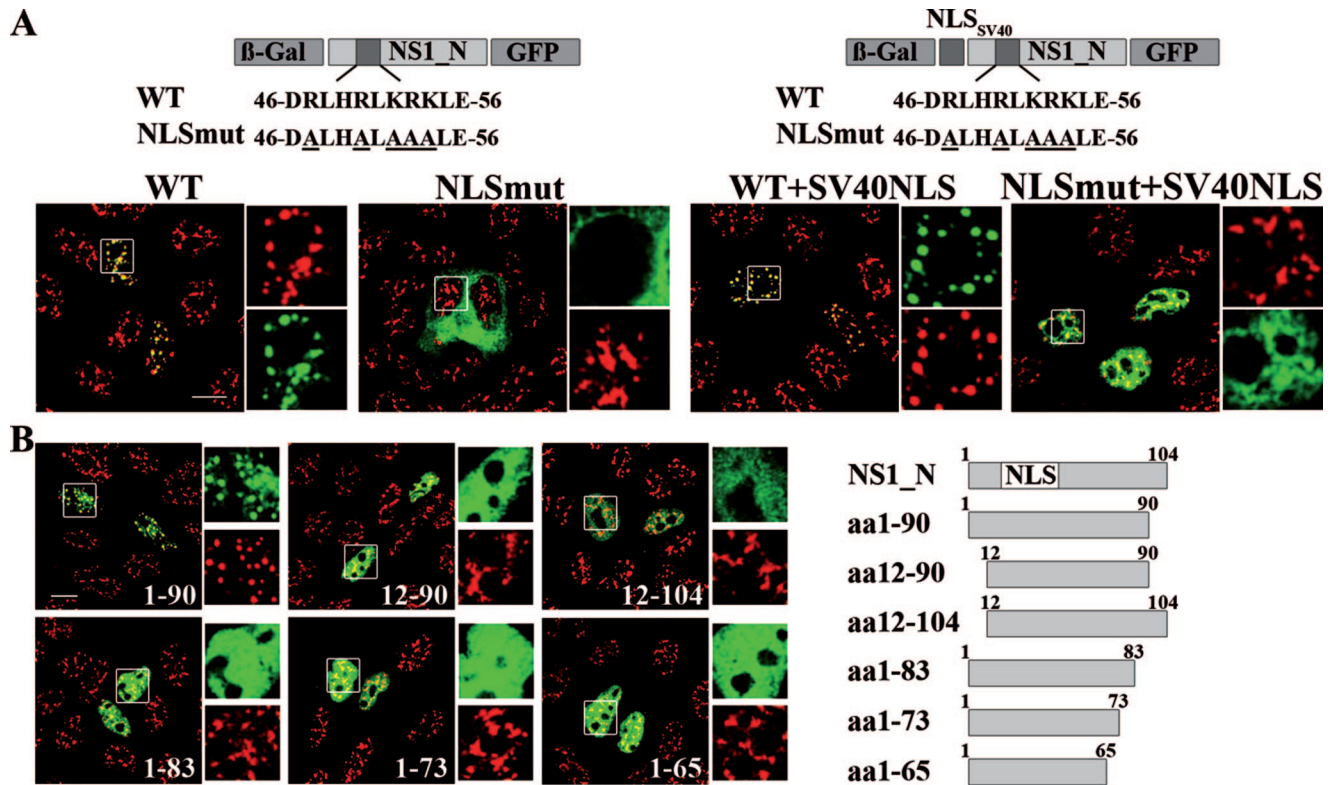 A
ß-Gal NS1_N GFP
WT 46-DRLHRLKRKLE-56
NLSmut 46-DALHALAAALE-56
NLSSV40
ß-Gal NS1_N GFP
WT 46-DRLHRLKRKLE-56
NLSmut 46-DALHALAAALE-56
WT NLSmut WT+SV40NLS NLSmut+SV40NLS
B
1-90 12-90 12-104
1-83 1-73 1-65
1 104
NS1_N NLS
1 90
aa1-90
12 90
aa12-90
12 104
aa12-104
1 83
aa1-83
1 73
aa1-73
1 65
aa1-65